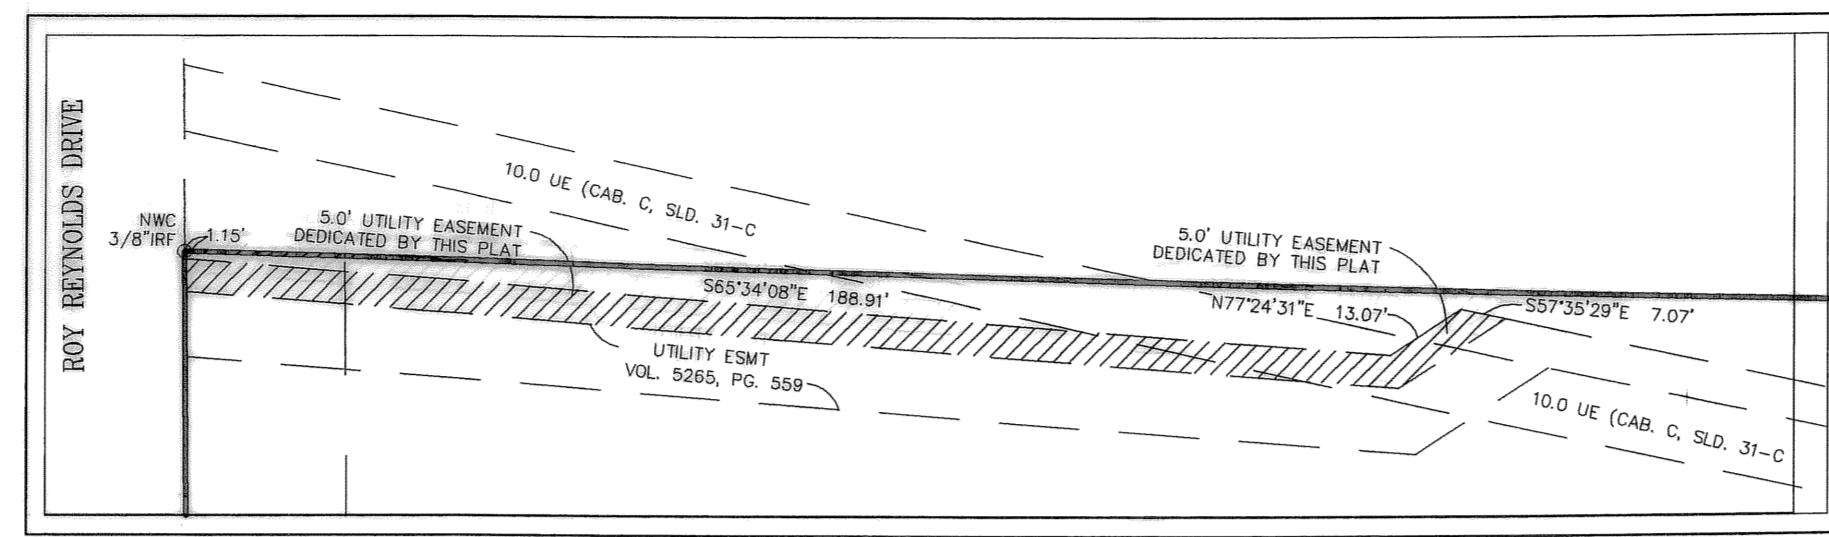 ROY REYNOLDS DRIVE
NWC
3/8"IRF
1.15'
5.0' UTILITY EASEMENT
DEDICATED BY THIS PLAT
10.0 UE (CAB. C, SLD. 31-C
S65°34'08"E 188.91'
UTILITY ESMT
VOL. 5265, PG. 559
5.0' UTILITY EASEMENT
DEDICATED BY THIS PLAT
N77°24'31"E 13.07'
S57°35'29"E 7.07'
10.0 UE (CAB. C, SLD. 31-C